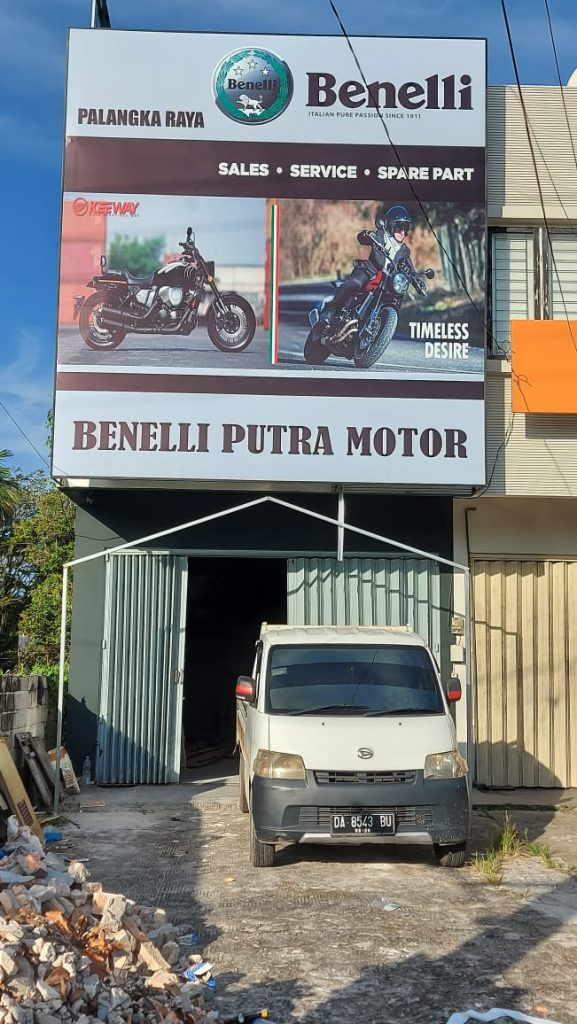 Benelli
Benelli
ITALIAN PURE PASSION SINCE 1911
PALANGKA RAYA
SALES • SERVICE • SPARE PART
KEEWAY
TIMELESS
DESIRE
BENELLI PUTRA MOTOR
DA 8543 BU